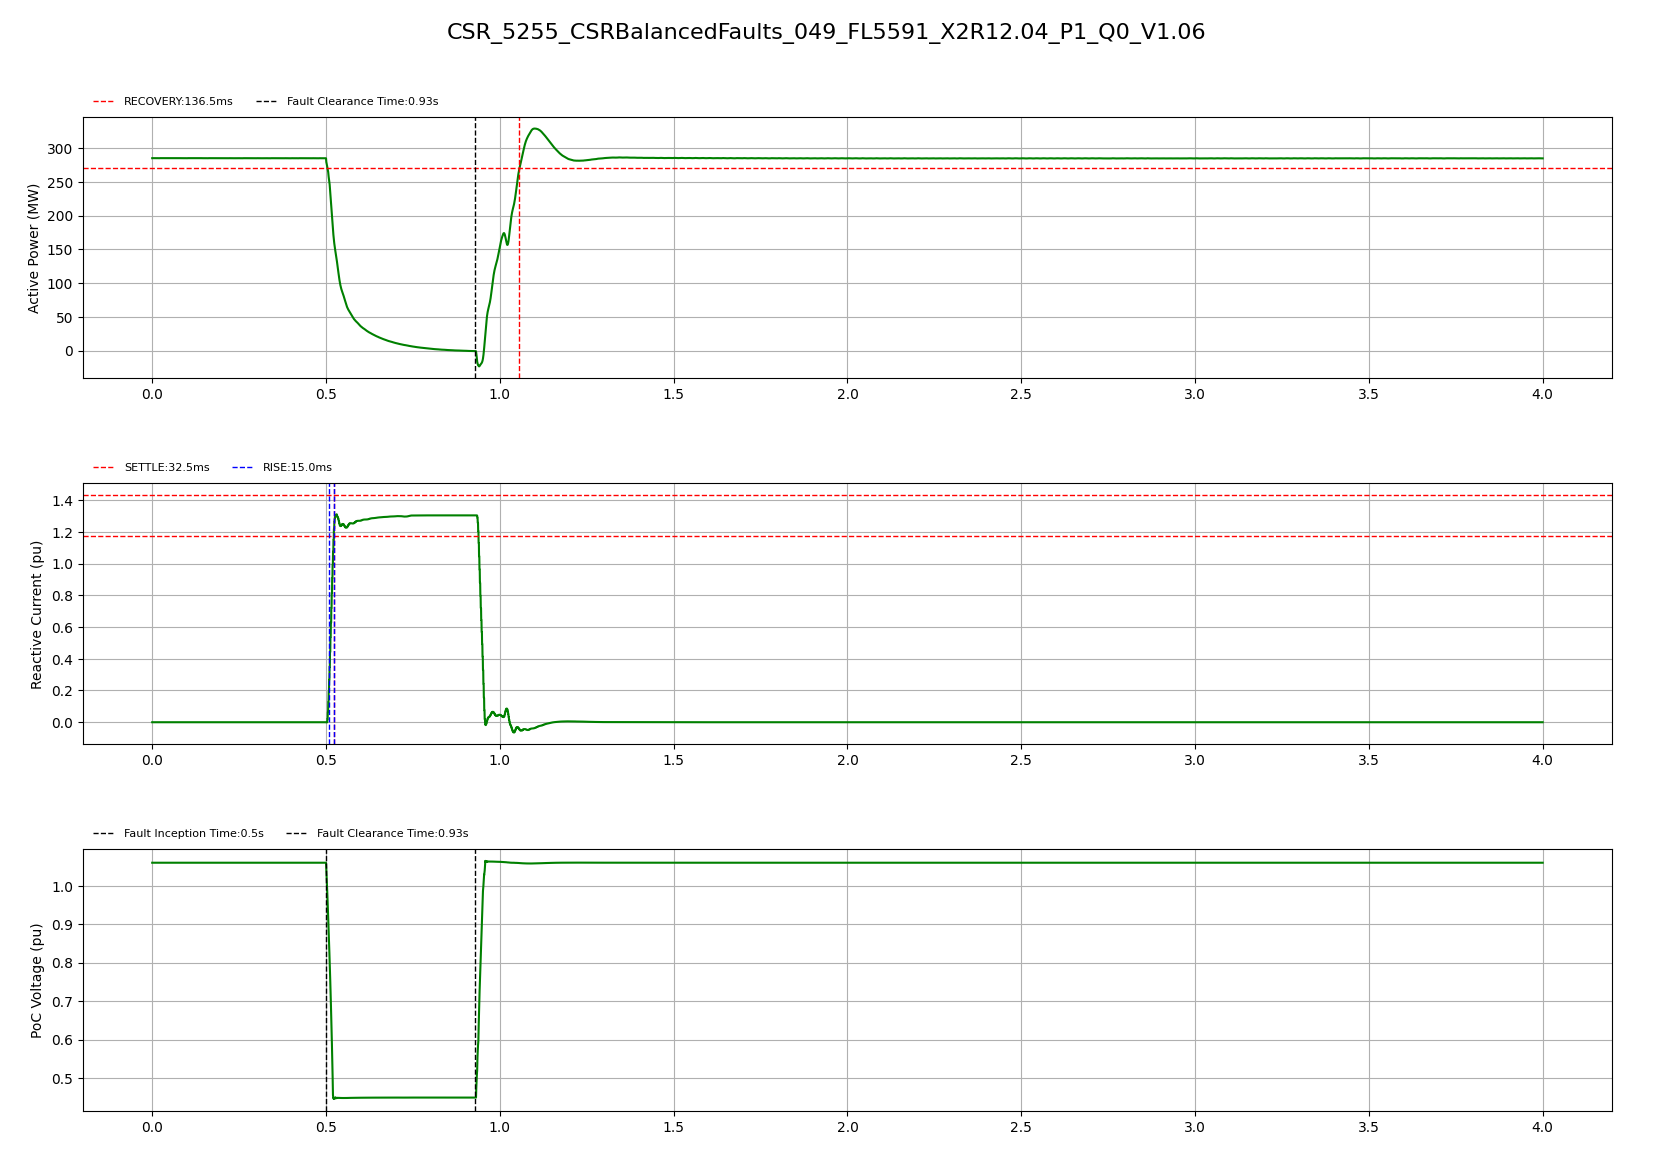 CSR_5255_CSRBalancedFaults_049_FL5591_X2R12.04_P1_Q0_V1.06
RECOVERY:136.5ms Fault Clearance Time:0.93s
Active Power (MW)
300
250
200
150
100
50
0
0.0 0.5 1.0 1.5 2.0 2.5 3.0 3.5 4.0
SETTLE:32.5ms RISE:15.0ms
Reactive Current (pu)
1.4
1.2
1.0
0.8
0.6
0.4
0.2
0.0
0.0 0.5 1.0 1.5 2.0 2.5 3.0 3.5 4.0
Fault Inception Time:0.5s Fault Clearance Time:0.93s
PoC Voltage (pu)
1.0
0.9
0.8
0.7
0.6
0.5
0.0 0.5 1.0 1.5 2.0 2.5 3.0 3.5 4.0